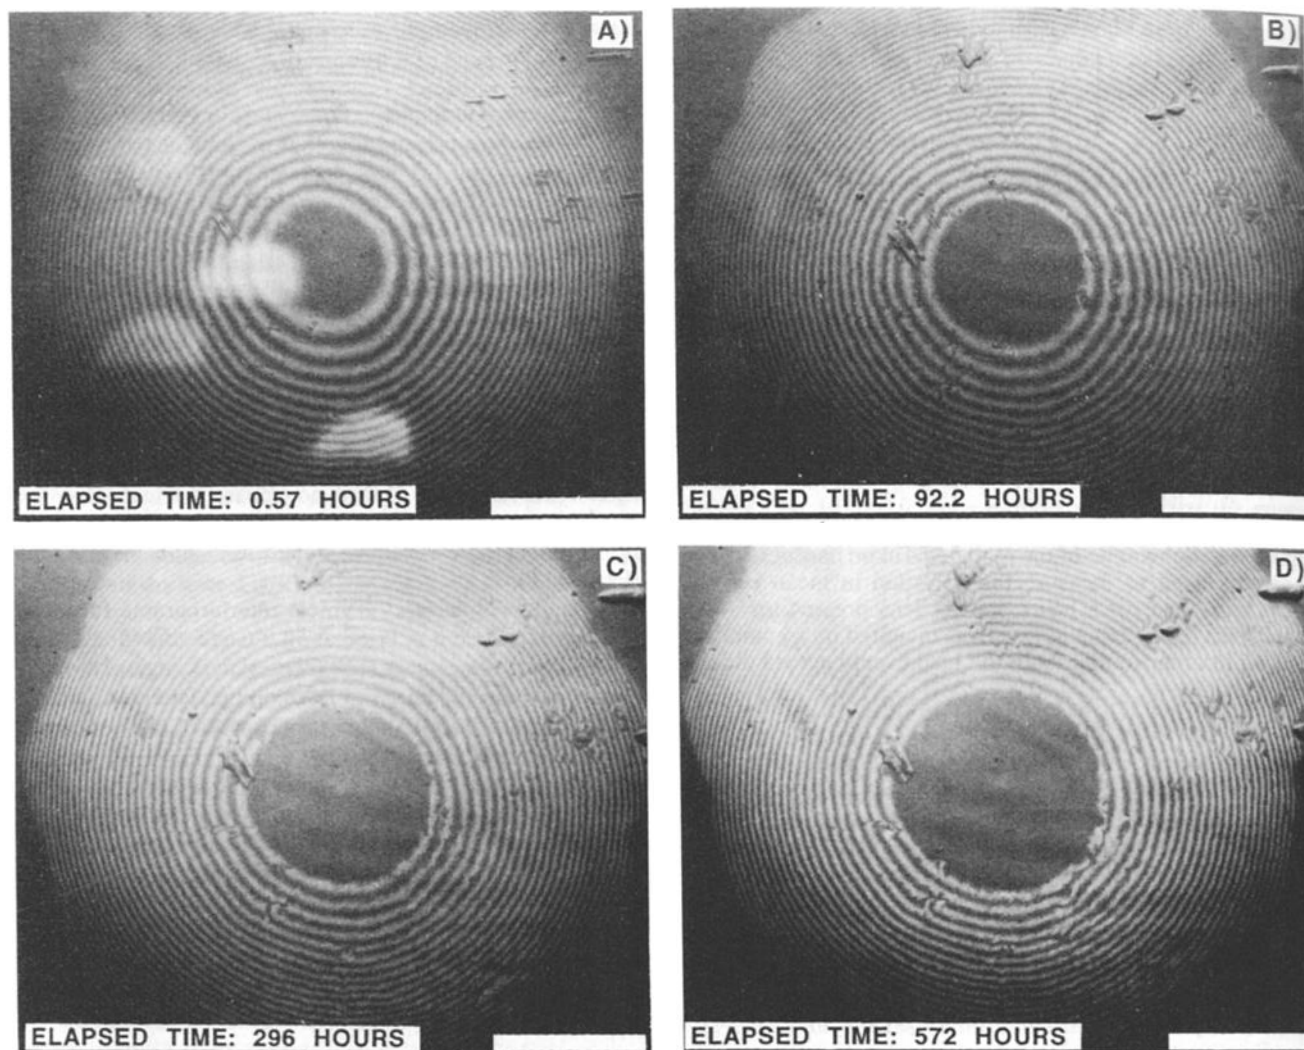 A)
ELAPSED TIME: 0.57 HOURS
B)
ELAPSED TIME: 92.2 HOURS
C)
ELAPSED TIME: 296 HOURS
D)
ELAPSED TIME: 572 HOURS